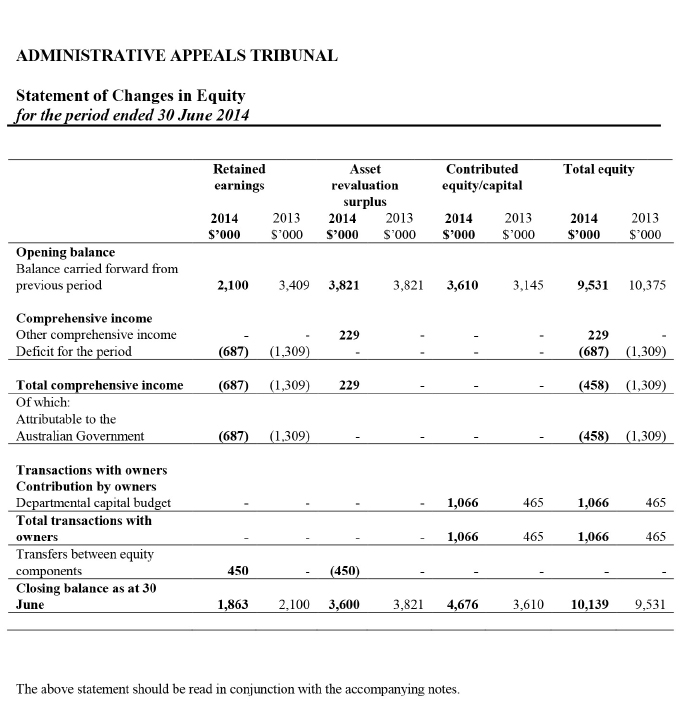 ADMINISTRATIVE APPEALS TRIBUNAL
Statement of Changes in Equity
for the period ended 30 June 2014
Retained earnings Asset revaluation surplus Contributed equity/capital Total equity
2014 2013 2014 2013 2014 2013 2014 2013
$’000 $’000 $’000 $’000 $’000 $’000 $’000 $’000
Opening balance
Balance carried forward from
previous period 2,100 3,409 3,821 3,821 3,610 3,145 9,531 10,375
Comprehensive income
Other comprehensive income - - 229 - - - 229 -
Deficit for the period (687) (1,309) - - - - (687) (1,309)
Total comprehensive income (687) (1,309) 229 - - - (458) (1,309)
Of which:
Attributable to the
Australian Government (687) (1,309) - - - - (458) (1,309)
Transactions with owners
Contribution by owners
Departmental capital budget - - - - 1,066 465 1,066 465
Total transactions with
owners - - - - 1,066 465 1,066 465
Transfers between equity
components 450 - (450) - - - - -
Closing balance as at 30
June 1,863 2,100 3,600 3,821 4,676 3,610 10,139 9,531
The above statement should be read in conjunction with the accompanying notes.